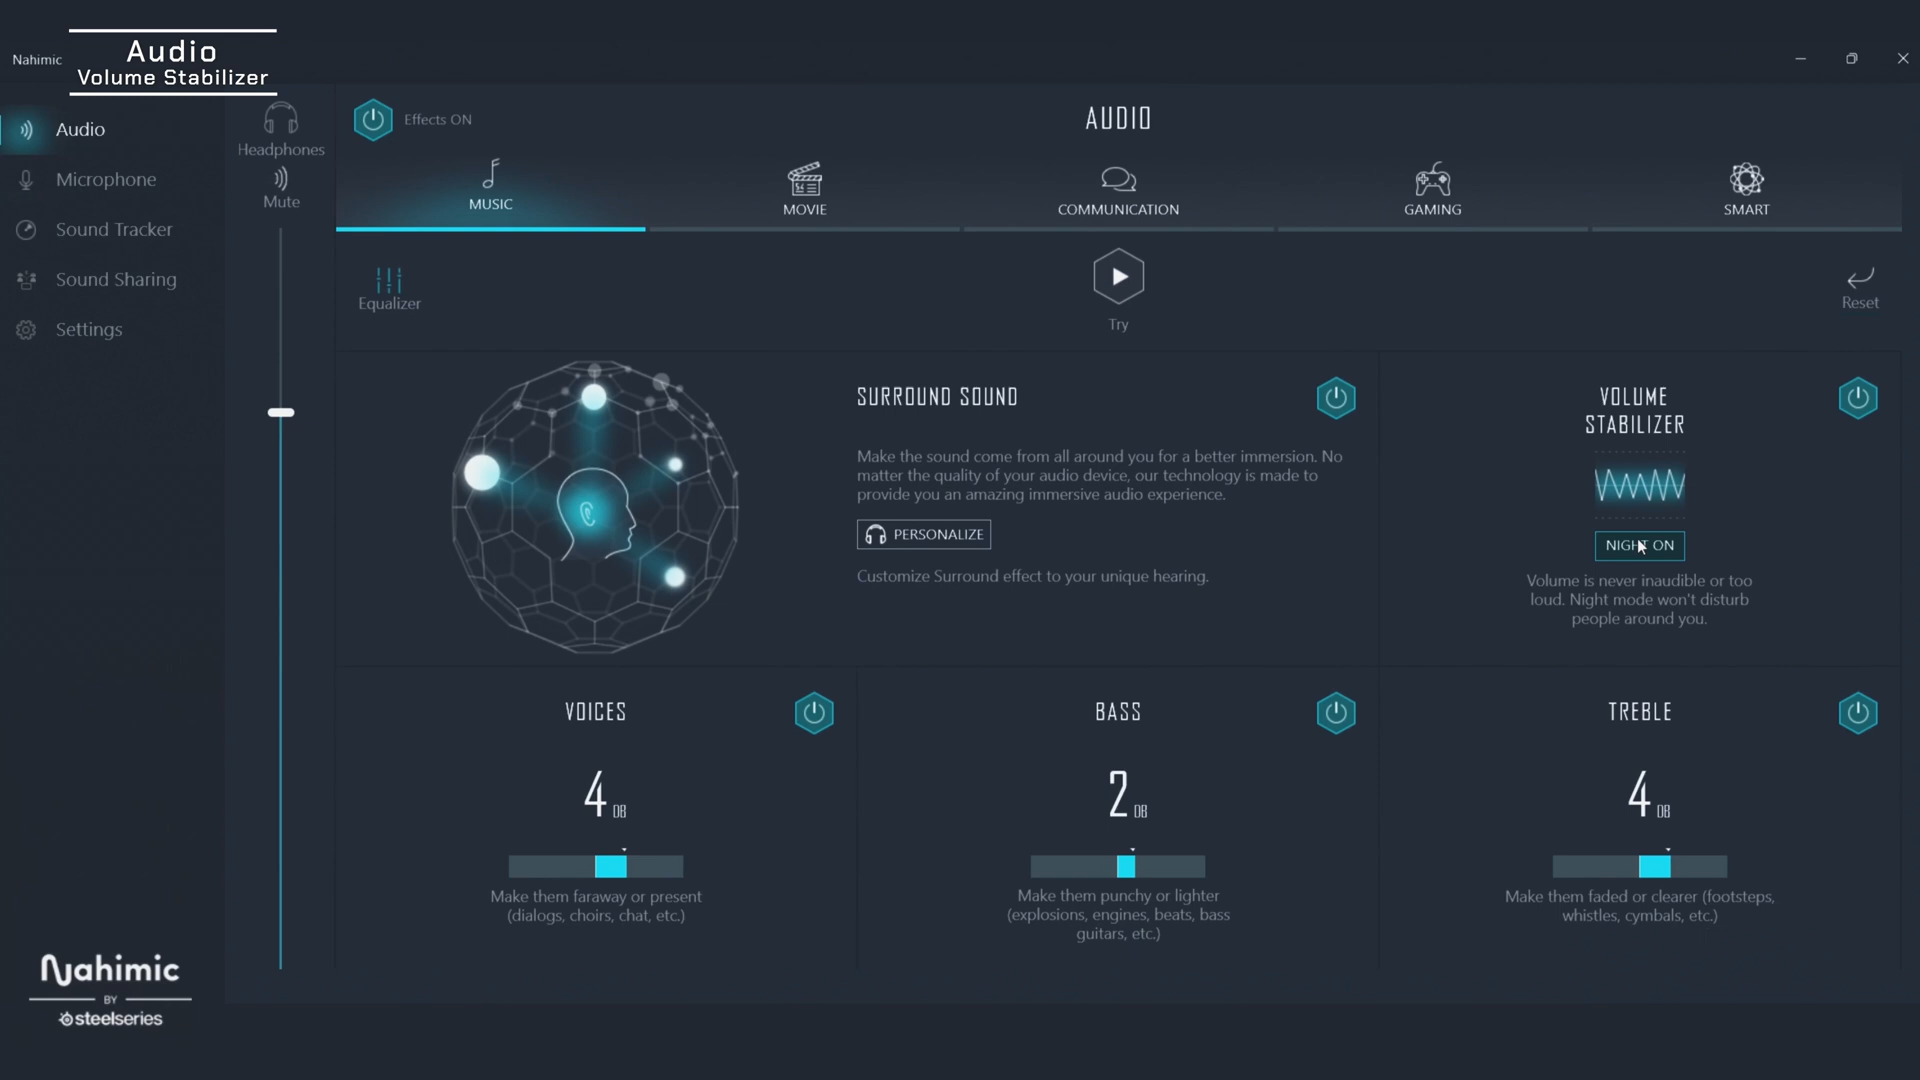 Nahimic
Audio
Volume Stabilizer
Audio
Microphone
Sound Tracker
Sound Sharing
Settings
Headphones
Mute
Effects ON
AUDIO
MUSIC
MOVIE
COMMUNICATION
GAMING
SMART
Equalizer
Try
Reset
SURROUND SOUND
Make the sound come from all around you for a better immersion. No
matter the quality of your audio device, our technology is made to
provide you an amazing immersive audio experience.
PERSONALIZE
Customize Surround effect to your unique hearing.
VOLUME
STABILIZER
NIGHT ON
Volume is never inaudible or too
loud. Night mode won't disturb
people around you.
VOICES
4 DB
Make them faraway or present
(dialogs, choirs, chat, etc.)
BASS
2 DB
Make them punchy or lighter
(explosions, engines, beats, bass
guitars, etc.)
TREBLE
4 DB
Make them faded or clearer (footsteps,
whistles, cymbals, etc.)
Nahimic
BY
steelseries